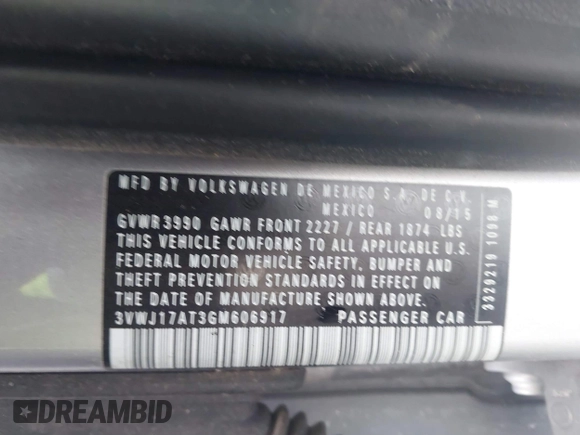 MFD BY VOLKSWAGEN DE MEXICO S.A. DE C.V.
MEXICO 08/15
GVWR 3990 GAWR FRONT 2227 / REAR 1874 LBS
THIS VEHICLE CONFORMS TO ALL APPLICABLE U.S.
FEDERAL MOTOR VEHICLE SAFETY, BUMPER AND
THEFT PREVENTION STANDARDS IN EFFECT ON THE
DATE OF MANUFACTURE SHOWN ABOVE.
3VWJ17AT3GM606917 PASSENGER CAR
3329219 1098 M
DREAMBID